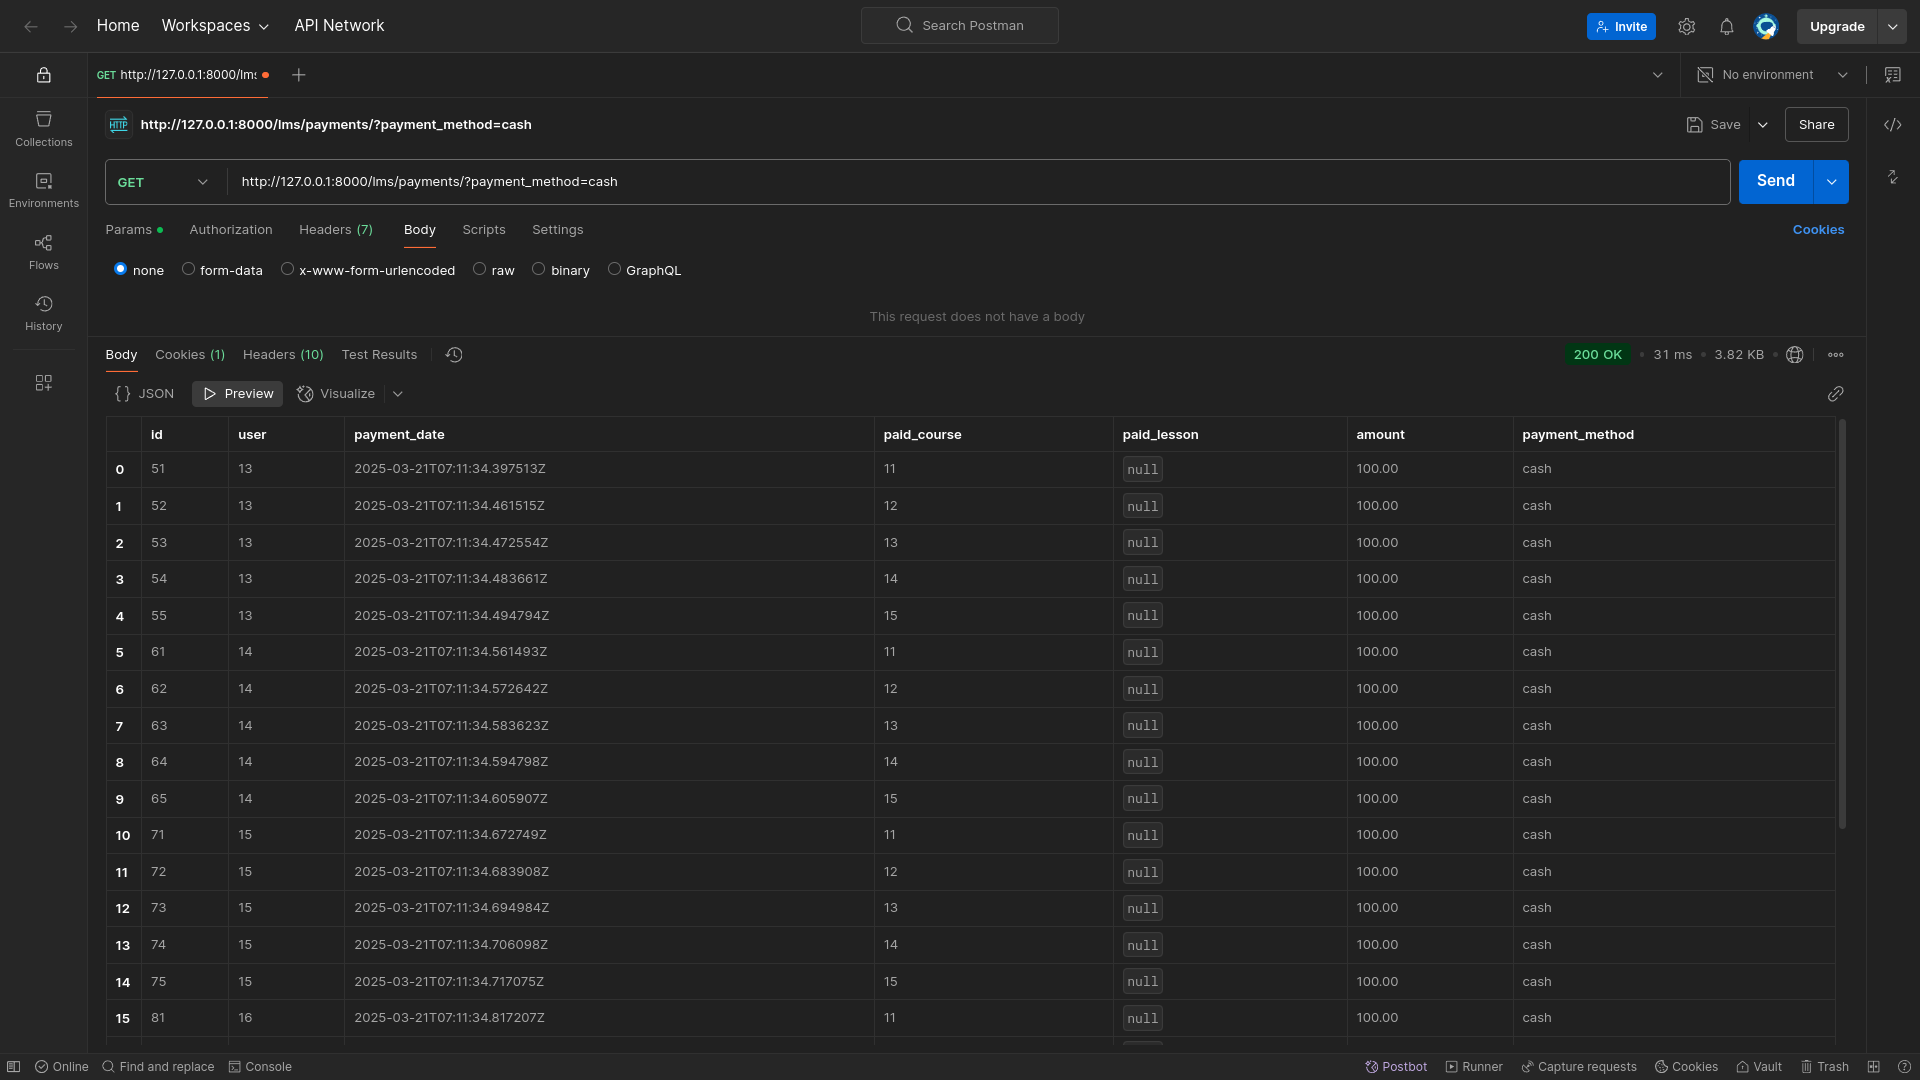 Home Workspaces API Network Search Postman Invite Upgrade
GET http://127.0.0.1:8000/lms No environment
HTTP http://127.0.0.1:8000/lms/payments/?payment_method=cash Save Share
GET http://127.0.0.1:8000/lms/payments/?payment_method=cash Send
Collections
Environments
Flows
History
Params Authorization Headers (7) Body Scripts Settings Cookies
none form-data x-www-form-urlencoded raw binary GraphQL
This request does not have a body
Body Cookies (1) Headers (10) Test Results 200 OK 31 ms 3.82 KB
{} JSON Preview Visualize
id user payment_date paid_course paid_lesson amount payment_method
0 51 13 2025-03-21T07:11:34.397513Z 11 null 100.00 cash
1 52 13 2025-03-21T07:11:34.461515Z 12 null 100.00 cash
2 53 13 2025-03-21T07:11:34.472554Z 13 null 100.00 cash
3 54 13 2025-03-21T07:11:34.483661Z 14 null 100.00 cash
4 55 13 2025-03-21T07:11:34.494794Z 15 null 100.00 cash
5 61 14 2025-03-21T07:11:34.561493Z 11 null 100.00 cash
6 62 14 2025-03-21T07:11:34.572642Z 12 null 100.00 cash
7 63 14 2025-03-21T07:11:34.583623Z 13 null 100.00 cash
8 64 14 2025-03-21T07:11:34.594798Z 14 null 100.00 cash
9 65 14 2025-03-21T07:11:34.605907Z 15 null 100.00 cash
10 71 15 2025-03-21T07:11:34.672749Z 11 null 100.00 cash
11 72 15 2025-03-21T07:11:34.683908Z 12 null 100.00 cash
12 73 15 2025-03-21T07:11:34.694984Z 13 null 100.00 cash
13 74 15 2025-03-21T07:11:34.706098Z 14 null 100.00 cash
14 75 15 2025-03-21T07:11:34.717075Z 15 null 100.00 cash
15 81 16 2025-03-21T07:11:34.817207Z 11 null 100.00 cash
Online Find and replace Console Postbot Runner Capture requests Cookies Vault Trash